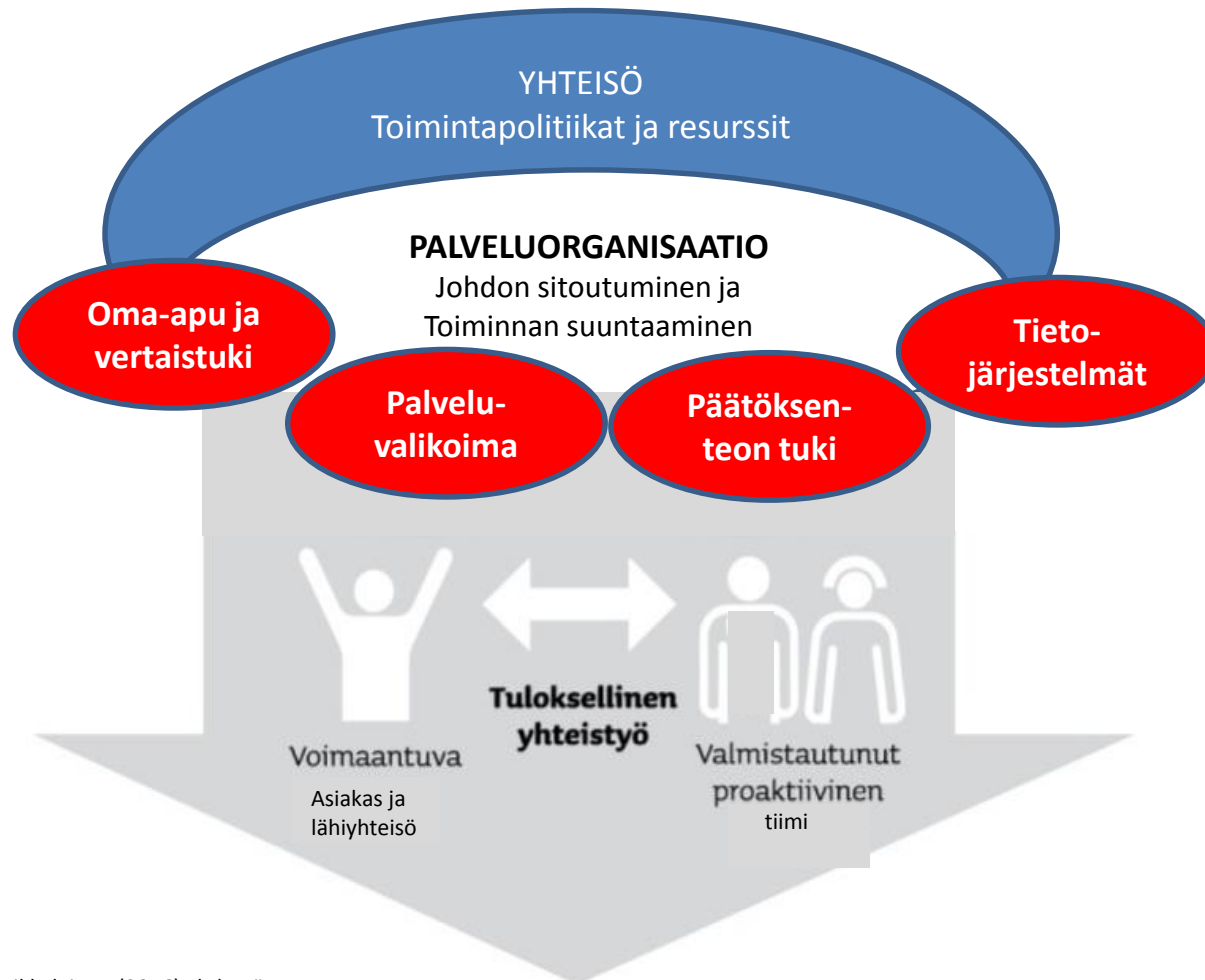 YHTEISÖ
Toimintapolitiikat ja resurssit
PALVELUORGANISAATIO
Johdon sitoutuminen ja
Toiminnan suuntaaminen
Oma-apu ja
vertaistuki
Palvelu-
valikoima
Päätöksen-
teon tuki
Tieto-
järjestelmät
Tuloksellinen
yhteistyö
Voimaantuva
Asiakas ja
lähiyhteisö
Valmistautunut
proaktiivinen
tiimi